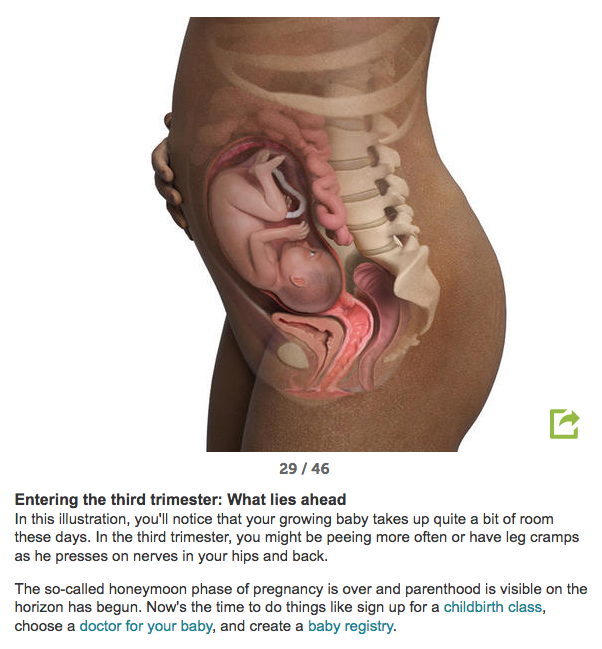 29 / 46
Entering the third trimester: What lies ahead
In this illustration, you'll notice that your growing baby takes up quite a bit of room
these days. In the third trimester, you might be peeing more often or have leg cramps
as he presses on nerves in your hips and back.
The so-called honeymoon phase of pregnancy is over and parenthood is visible on the
horizon has begun. Now's the time to do things like sign up for a childbirth class,
choose a doctor for your baby, and create a baby registry.